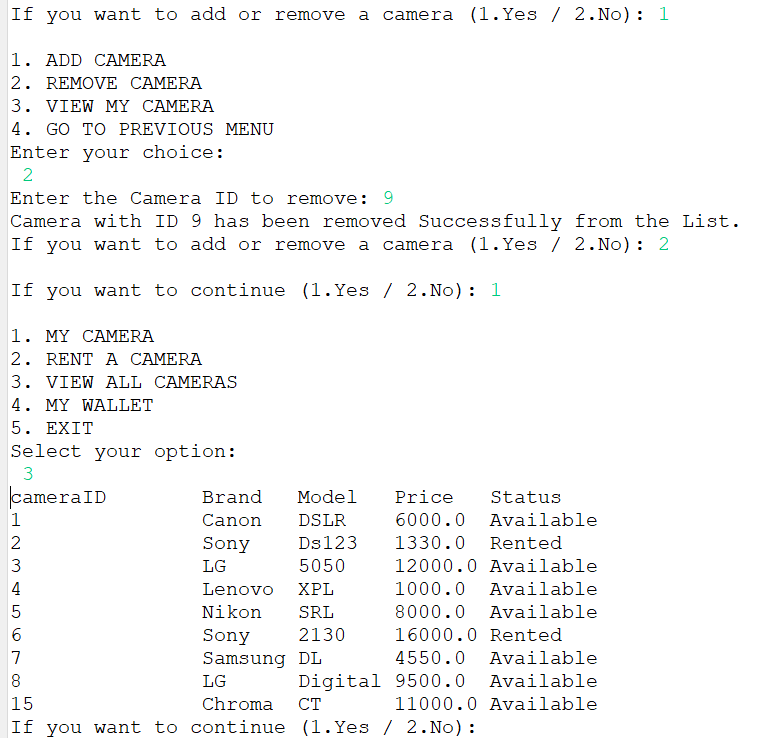 If you want to add or remove a camera (1.Yes / 2.No): 1
1. ADD CAMERA
2. REMOVE CAMERA
3. VIEW MY CAMERA
4. GO TO PREVIOUS MENU
Enter your choice:
2
Enter the Camera ID to remove: 9
Camera with ID 9 has been removed Successfully from the List.
If you want to add or remove a camera (1.Yes / 2.No): 2
If you want to continue (1.Yes / 2.No): 1
1. MY CAMERA
2. RENT A CAMERA
3. VIEW ALL CAMERAS
4. MY WALLET
5. EXIT
Select your option:
3
cameraID Brand Model Price Status
1 Canon DSLR 6000.0 Available
2 Sony Ds123 1330.0 Rented
3 LG 5050 12000.0 Available
4 Lenovo XPL 1000.0 Available
5 Nikon SRL 8000.0 Available
6 Sony 2130 16000.0 Rented
7 Samsung DL 4550.0 Available
8 LG Digital 9500.0 Available
15 Chroma CT 11000.0 Available
If you want to continue (1.Yes / 2.No):